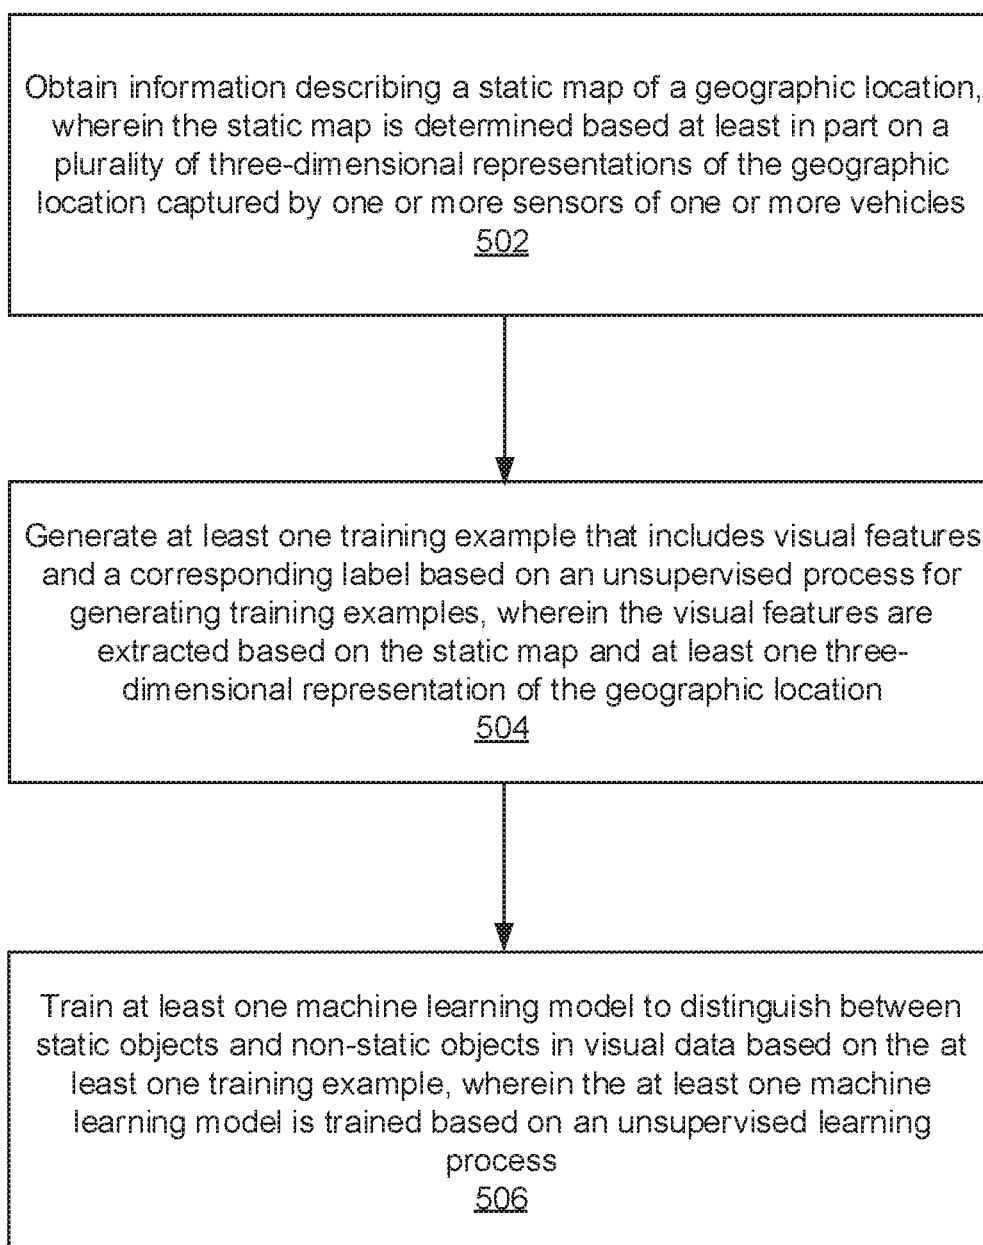 Obtain information describing a static map of a geographic location,
wherein the static map is determined based at least in part on a
plurality of three-dimensional representations of the geographic
location captured by one or more sensors of one or more vehicles
502
Generate at least one training example that includes visual features
and a corresponding label based on an unsupervised process for
generating training examples, wherein the visual features are
extracted based on the static map and at least one three-
dimensional representation of the geographic location
504
Train at least one machine learning model to distinguish between
static objects and non-static objects in visual data based on the at
least one training example, wherein the at least one machine
learning model is trained based on an unsupervised learning
process
506